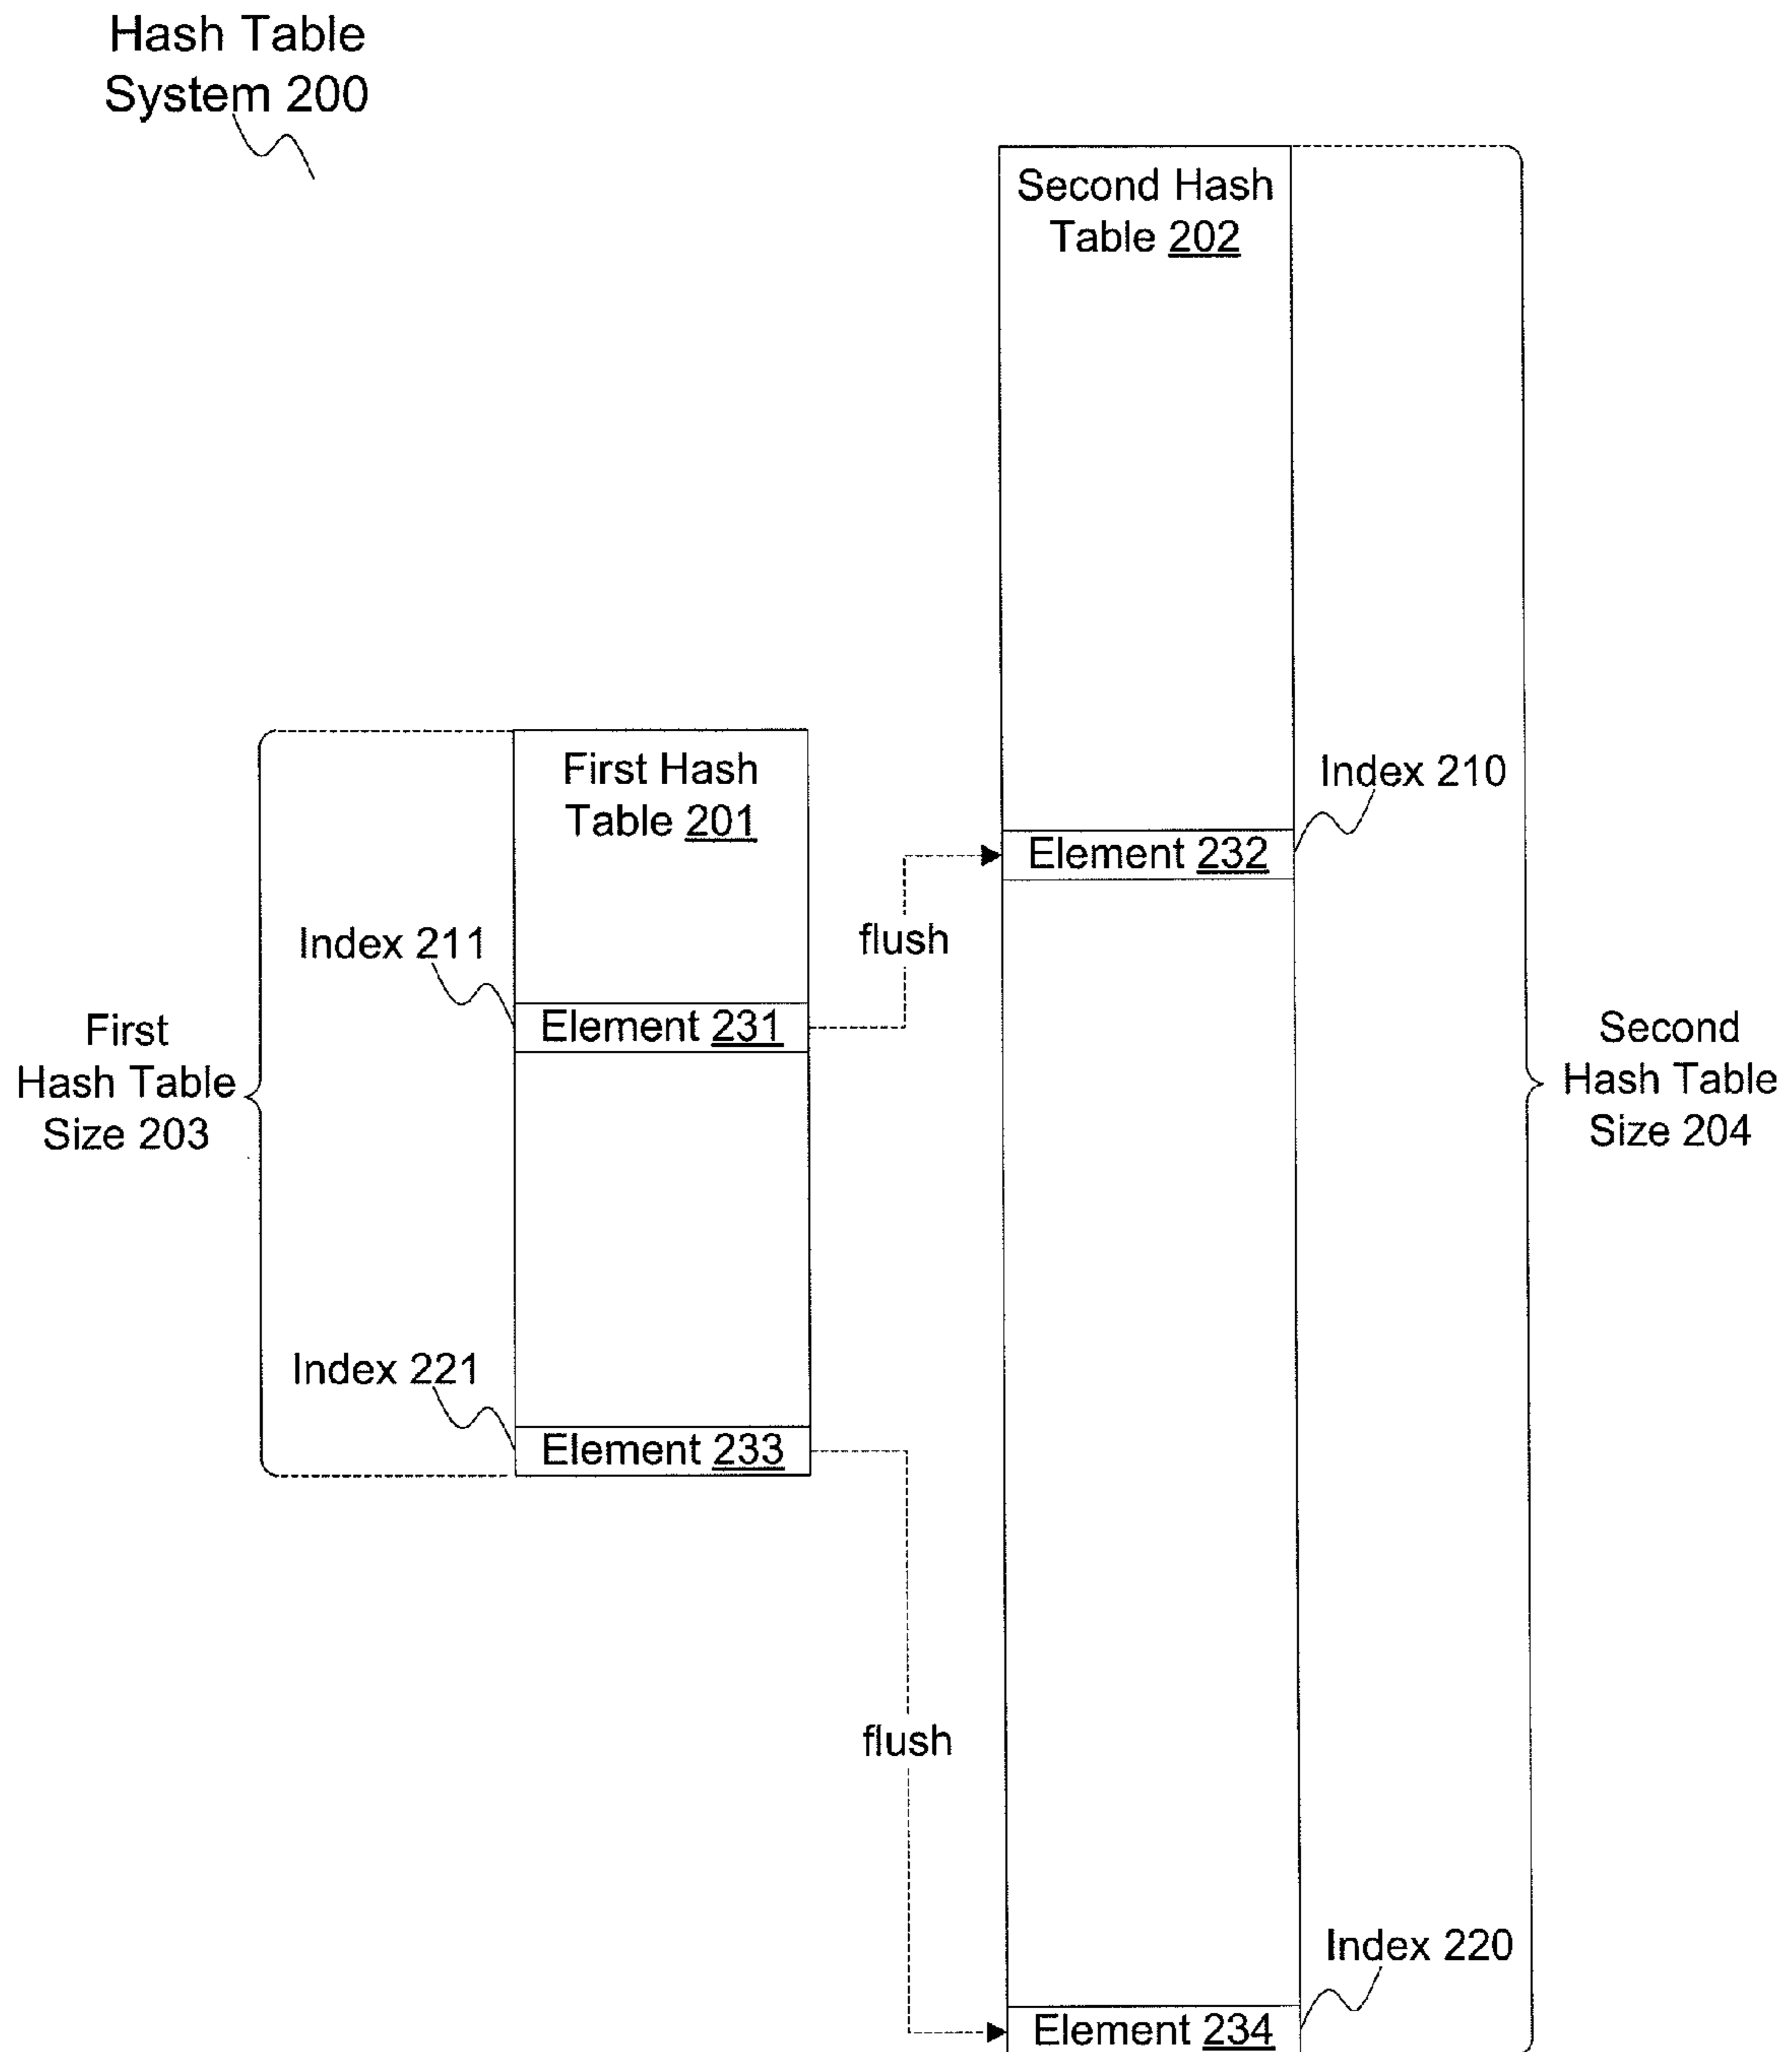 Hash Table
System 200
Second Hash
Table 202
First Hash
Table 201
Index 210
Element 232
flush
Index 211
Element 231
First
Hash Table
Size 203
Second
Hash Table
Size 204
Index 221
Element 233
flush
Index 220
Element 234